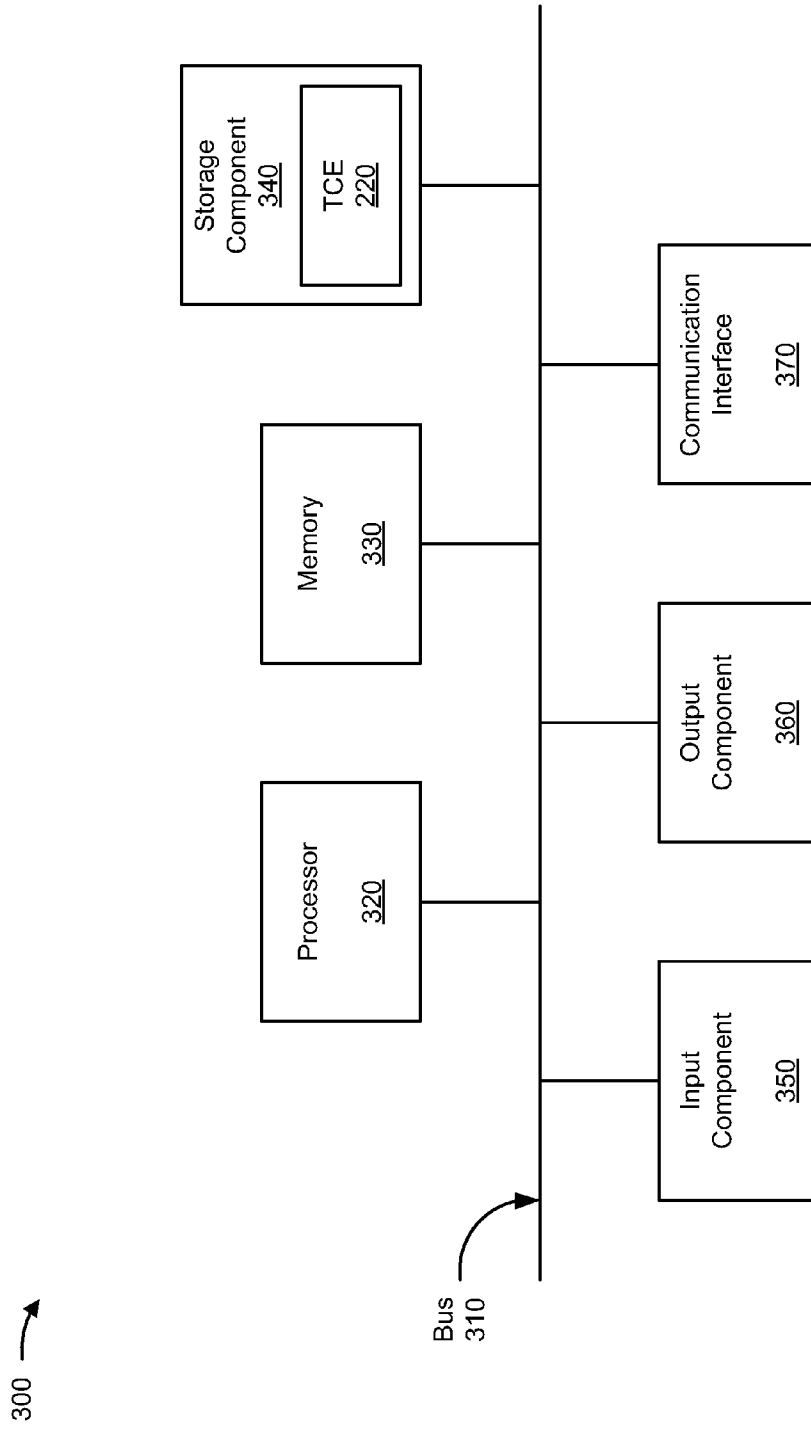 300
Processor
320
Memory
330
Storage
Component
340
TCE
220
Bus
310
Input
Component
350
Output
Component
360
Communication
Interface
370